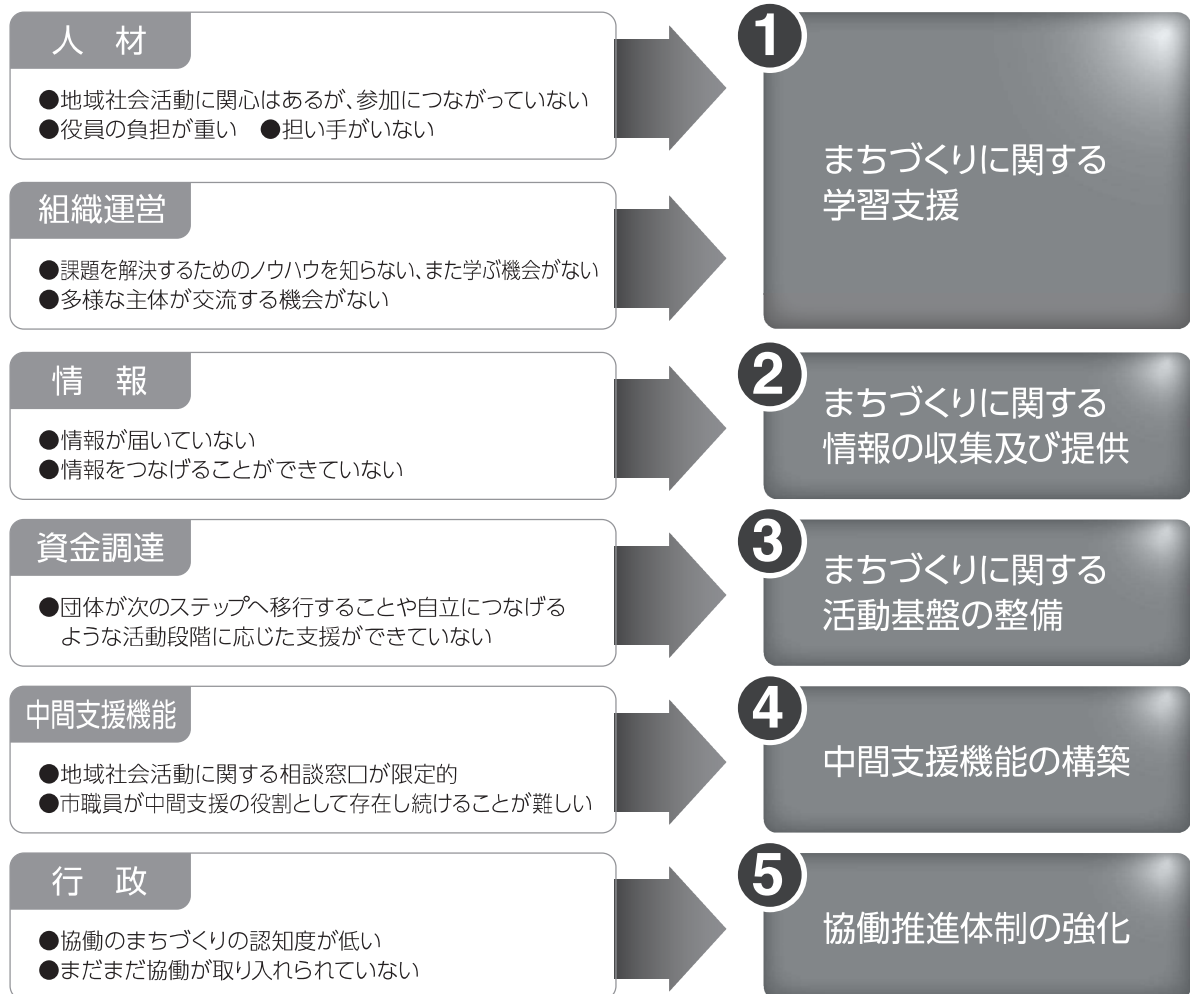 人 材
●地域社会活動に関心はあるが、参加につながっていない
●役員の負担が重い ●担い手がいない
組織運営
●課題を解決するためのノウハウを知らない、また学ぶ機会がない
●多様な主体が交流する機会がない
1
まちづくりに関する
学習支援
情 報
●情報が届いていない
●情報をつなげることができていない
2
まちづくりに関する
情報の収集及び提供
資金調達
●団体が次のステップへ移行することや自立につなげる
ような活動段階に応じた支援ができていない
3
まちづくりに関する
活動基盤の整備
中間支援機能
●地域社会活動に関する相談窓口が限定的
●市職員が中間支援の役割として存在し続けることが難しい
4
中間支援機能の構築
行 政
●協働のまちづくりの認知度が低い
●まだまだ協働が取り入れられていない
5
協働推進体制の強化